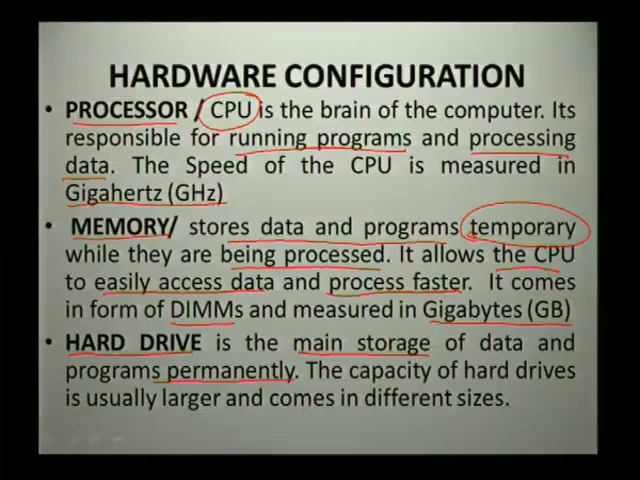 HARDWARE CONFIGURATION
• PROCESSOR / CPU is the brain of the computer. Its
responsible for running programs and processing
data. The Speed of the CPU is measured in
Gigahertz (GHz)
• MEMORY/ stores data and programs temporary
while they are being processed. It allows the CPU
to easily access data and process faster. It comes
in form of DIMMs and measured in Gigabytes (GB)
• HARD DRIVE is the main storage of data and
programs permanently. The capacity of hard drives
is usually larger and comes in different sizes.